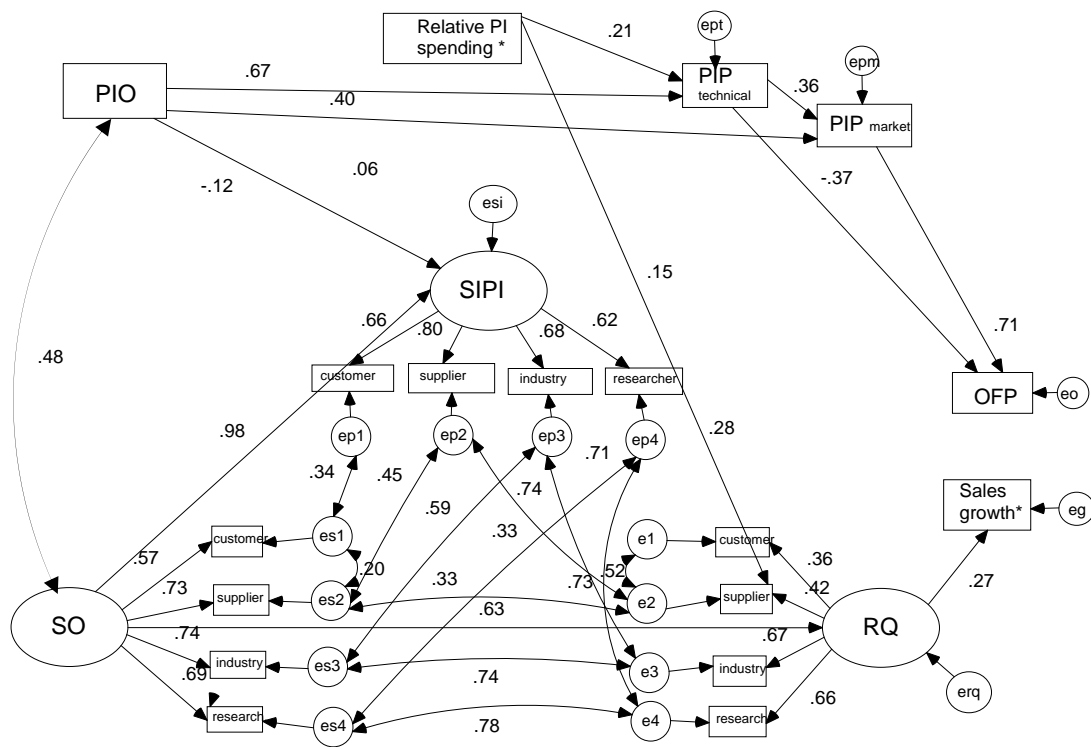 Relative PI
spending *
.21
ept
epm
PIO
.67
PIP
technical
.36
.40
PIP market
-.12
.06
-.37
esi
.15
SIPI
.66
.80
.68
.62
.71
.48
customer
supplier
industry
researcher
OFP
eo
.98
ep1
ep2
ep3
ep4
.28
.34
.45
.74
.71
.59
.33
Sales
growth*
eg
customer
es1
e1
customer
.57
.20
.36
.73
supplier
es2
.33
.73
.52
e2
supplier
.42
.27
SO
.63
RQ
.74
industry
es3
.74
e3
industry
.67
.69
research
es4
.78
e4
research
.66
erq